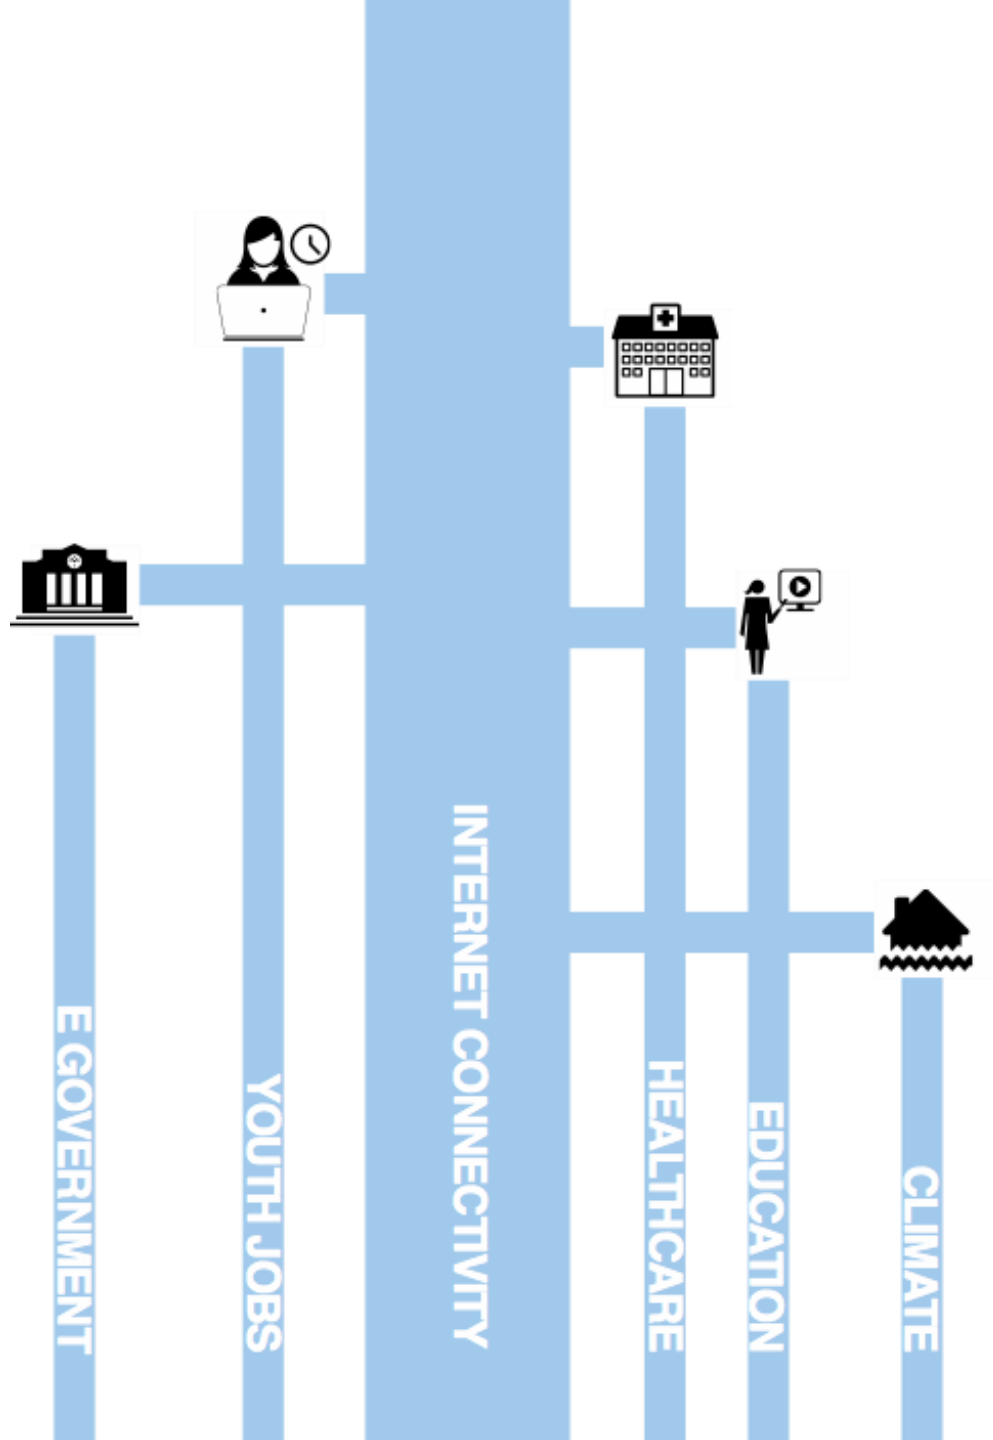 E GOVERNMENT
YOUTH JOBS
INTERNET CONNECTIVITY
HEALTHCARE
EDUCATION
CLIMATE